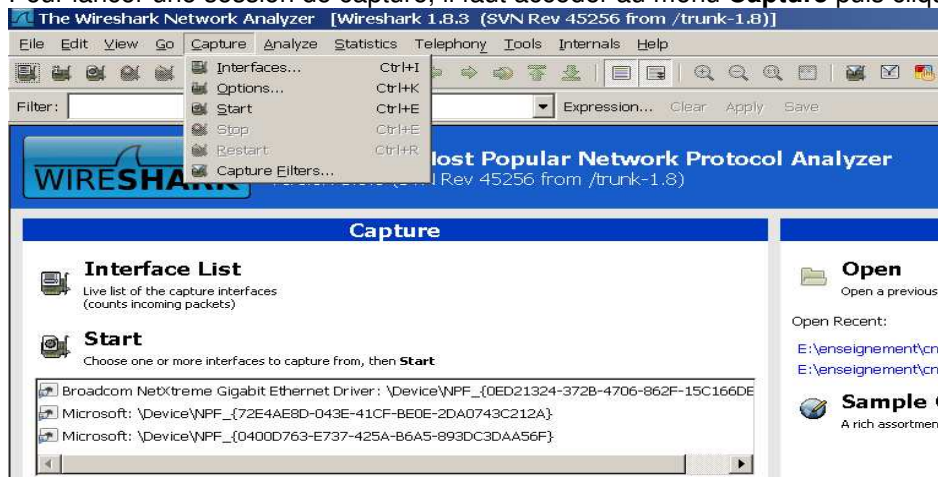 Pour lancer une session de capture, il faut accéder au menu Capture puis
The Wireshark Network Analyzer [Wireshark 1.8.3 (SVN Rev 45256 from /trunk-1.8)]
File Edit View Go Capture Analyze Statistics Telephony Tools Internals Help
Interfaces... Ctrl+I
Options... Ctrl+K
Start Ctrl+E
Stop Ctrl+E
Restart Ctrl+R
Capture Filters...
Filter: Expression... Clear Apply Save
WIRESHARK
Popular Network Protocol Analyzer
Rev 45256 from /trunk-1.8)
Capture
Interface List
Live list of the capture interfaces
(counts incoming packets)
Start
Choose one or more interfaces to capture from, then Start
Broadcom NetXtreme Gigabit Ethernet Driver: \Device\NPF_{0ED21324-372B-4706-862F-15C166DE
Microsoft: \Device\NPF_{72E4AE8D-043E-41CF-BE0E-2DA0743C212A}
Microsoft: \Device\NPF_{0400D763-E737-425A-B6A5-893DC3DAA56F}
Open
Open a previous
Open Recent:
E:\enseignement\cn
E:\enseignement\cn
Sample
A rich assortmen